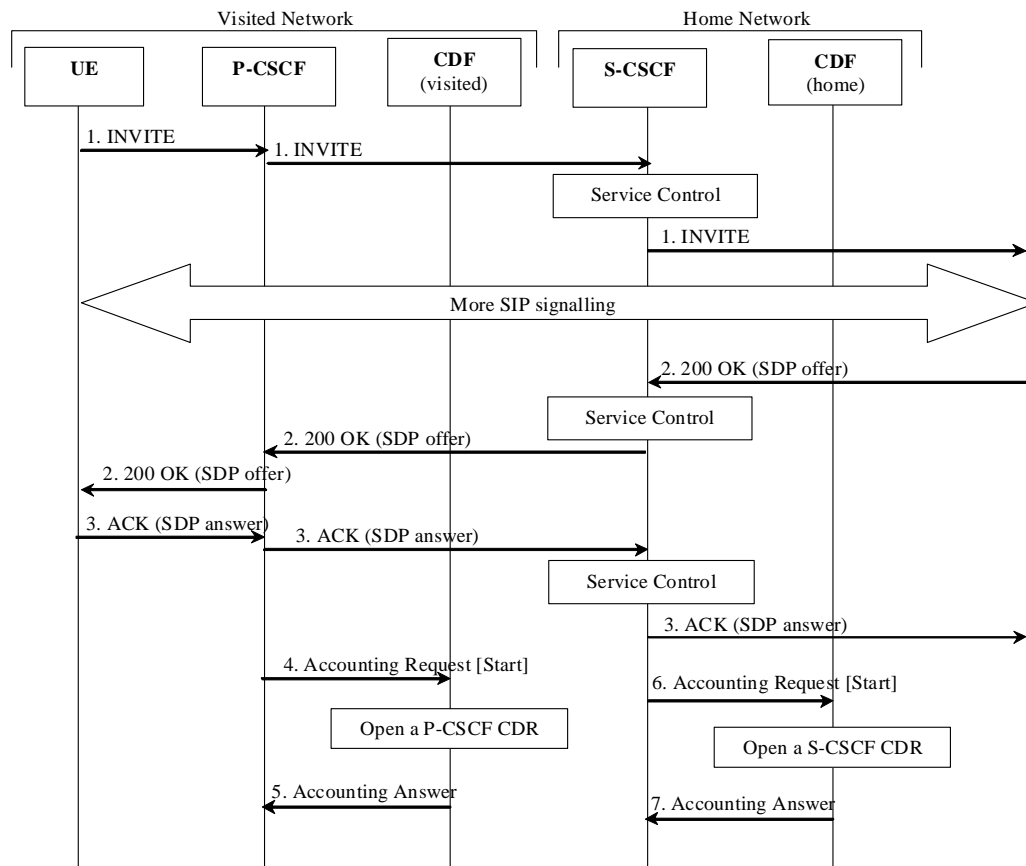 Visited Network
Home Network
UE
P-CSCF
CDF
(visited)
S-CSCF
CDF
(home)
1. INVITE
1. INVITE
Service Control
1. INVITE
More SIP signalling
2. 200 OK (SDP offer)
Service Control
2. 200 OK (SDP offer)
2. 200 OK (SDP offer)
3. ACK (SDP answer)
3. ACK (SDP answer)
Service Control
3. ACK (SDP answer)
4. Accounting Request [Start]
6. Accounting Request [Start]
Open a P-CSCF CDR
Open a S-CSCF CDR
5. Accounting Answer
7. Accounting Answer